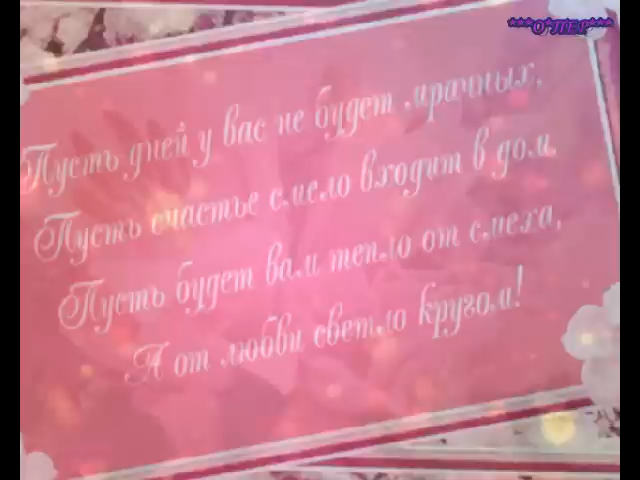 ***О'ЛЕГ***
Пусть дней у вас не будет мрачных,
Пусть счастье смело входит в дом,
Пусть будет вам тепло от смеха,
А от любви светло кругом!